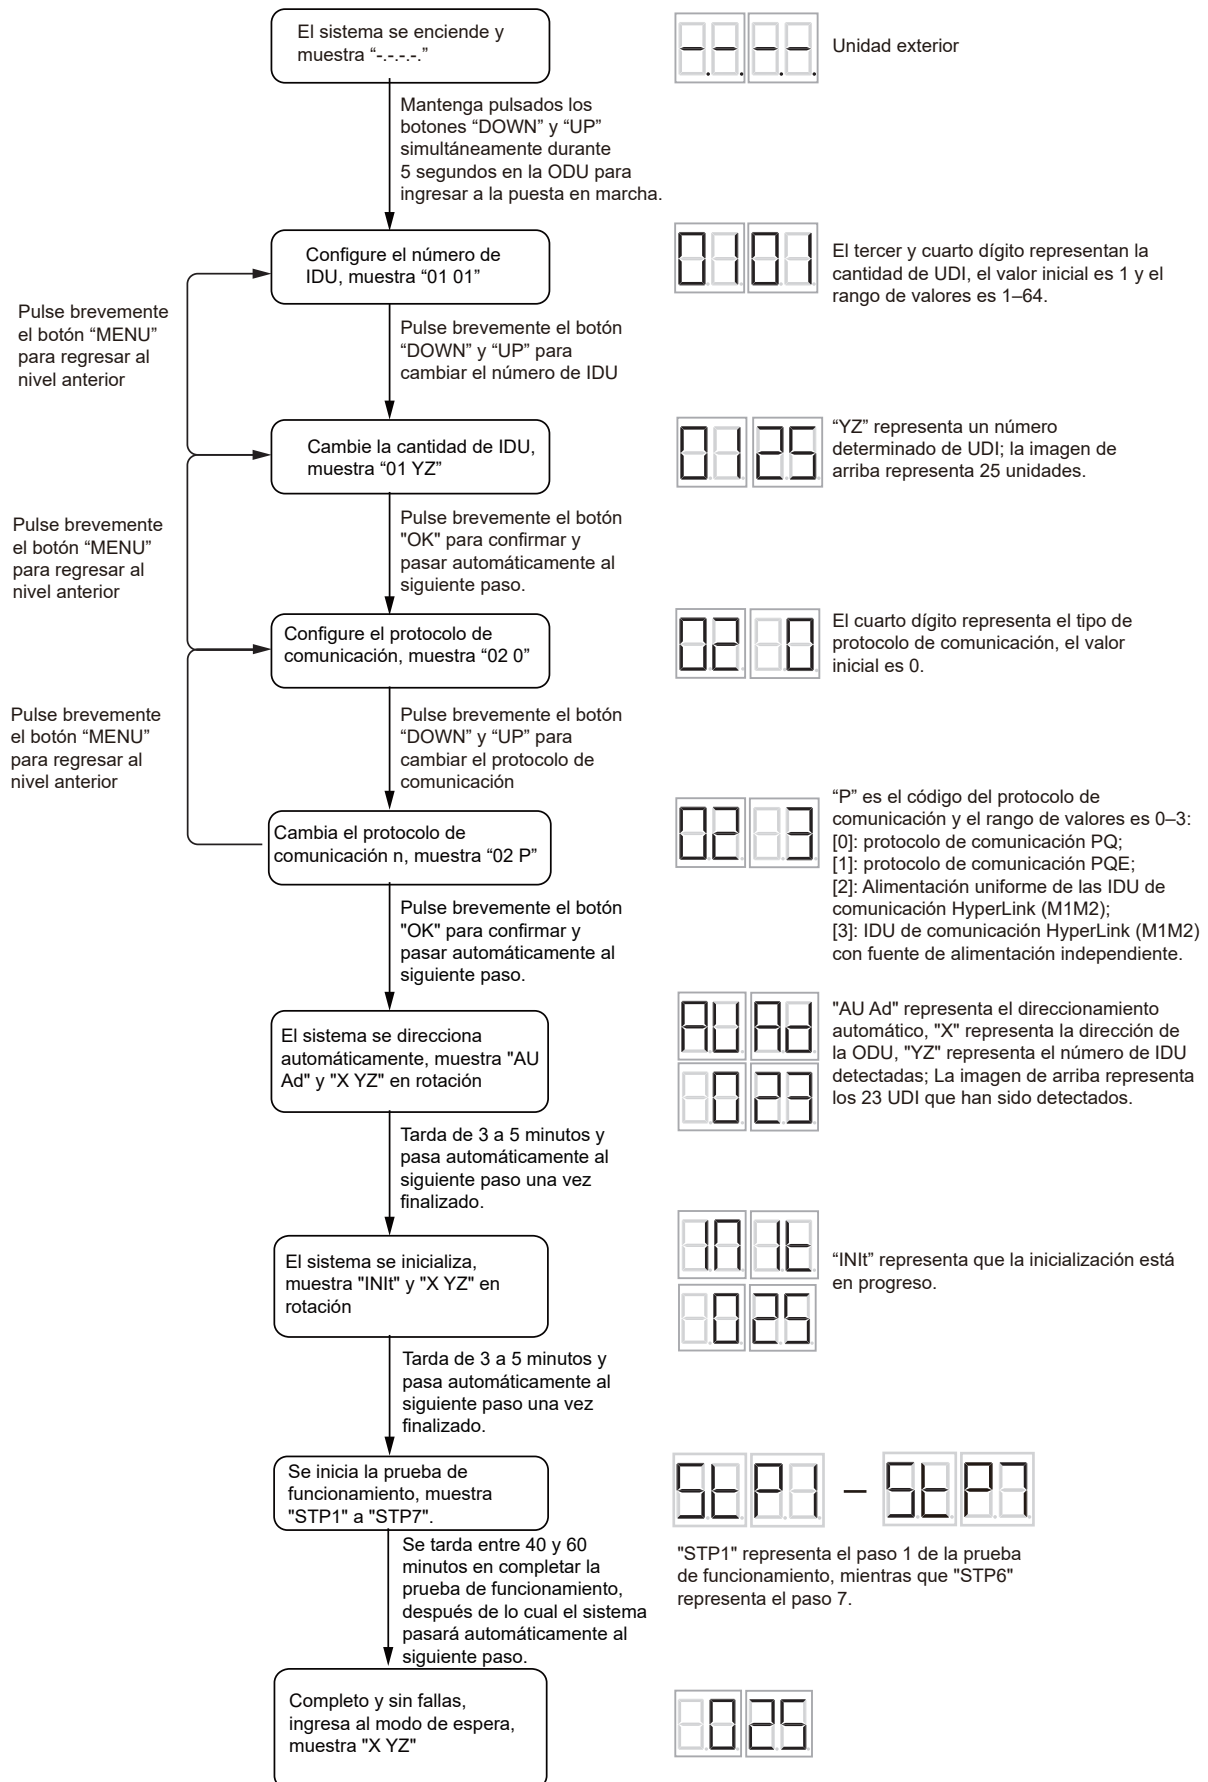 El sistema se enciende y
muestra “-.-.-.-.”
-.-.-.-.
Unidad exterior
Mantenga pulsados los
botones “DOWN” y “UP”
simultáneamente durante
5 segundos en la ODU para
ingresar a la puesta en marcha.
Configure el número de
IDU, muestra “01 01”
0101
El tercer y cuarto dígito representan la
cantidad de UDI, el valor inicial es 1 y el
rango de valores es 1–64.
Pulse brevemente
el botón “MENU”
para regresar al
nivel anterior
Pulse brevemente el botón
“DOWN” y “UP” para
cambiar el número de IDU
Cambie la cantidad de IDU,
muestra “01 YZ”
0125
“YZ” representa un número
determinado de UDI; la imagen de
arriba representa 25 unidades.
Pulse brevemente
el botón “MENU”
para regresar al
nivel anterior
Pulse brevemente el botón
"OK" para confirmar y
pasar automáticamente al
siguiente paso.
Configure el protocolo de
comunicación, muestra “02 0”
02 0
El cuarto dígito representa el tipo de
protocolo de comunicación, el valor
inicial es 0.
Pulse brevemente
el botón “MENU”
para regresar al
nivel anterior
Pulse brevemente el botón
“DOWN” y “UP” para
cambiar el protocolo de
comunicación
Cambia el protocolo de
comunicación n, muestra “02 P”
02 3
“P” es el código del protocolo de
comunicación y el rango de valores es 0–3:
[0]: protocolo de comunicación PQ;
[1]: protocolo de comunicación PQE;
[2]: Alimentación uniforme de las IDU de
comunicación HyperLink (M1M2);
[3]: IDU de comunicación HyperLink (M1M2)
con fuente de alimentación independiente.
Pulse brevemente el botón
"OK" para confirmar y
pasar automáticamente al
siguiente paso.
El sistema se direcciona
automáticamente, muestra "AU
Ad" y "X YZ" en rotación
AUAd
023
"AU Ad" representa el direccionamiento
automático, "X" representa la dirección de
la ODU, "YZ" representa el número de IDU
detectadas; La imagen de arriba representa
los 23 UDI que han sido detectados.
Tarda de 3 a 5 minutos y
pasa automáticamente al
siguiente paso una vez
finalizado.
El sistema se inicializa,
muestra "INIt" y "X YZ" en
rotación
INIt
025
“INIt” representa que la inicialización está
en progreso.
Tarda de 3 a 5 minutos y
pasa automáticamente al
siguiente paso una vez
finalizado.
Se inicia la prueba de
funcionamiento, muestra
"STP1" a "STP7".
StP1 – StP7
"STP1" representa el paso 1 de la prueba
de funcionamiento, mientras que "STP6"
representa el paso 7.
Se tarda entre 40 y 60
minutos en completar la
prueba de funcionamiento,
después de lo cual el sistema
pasará automáticamente al
siguiente paso.
Completo y sin fallas,
ingresa al modo de espera,
muestra "X YZ"
025